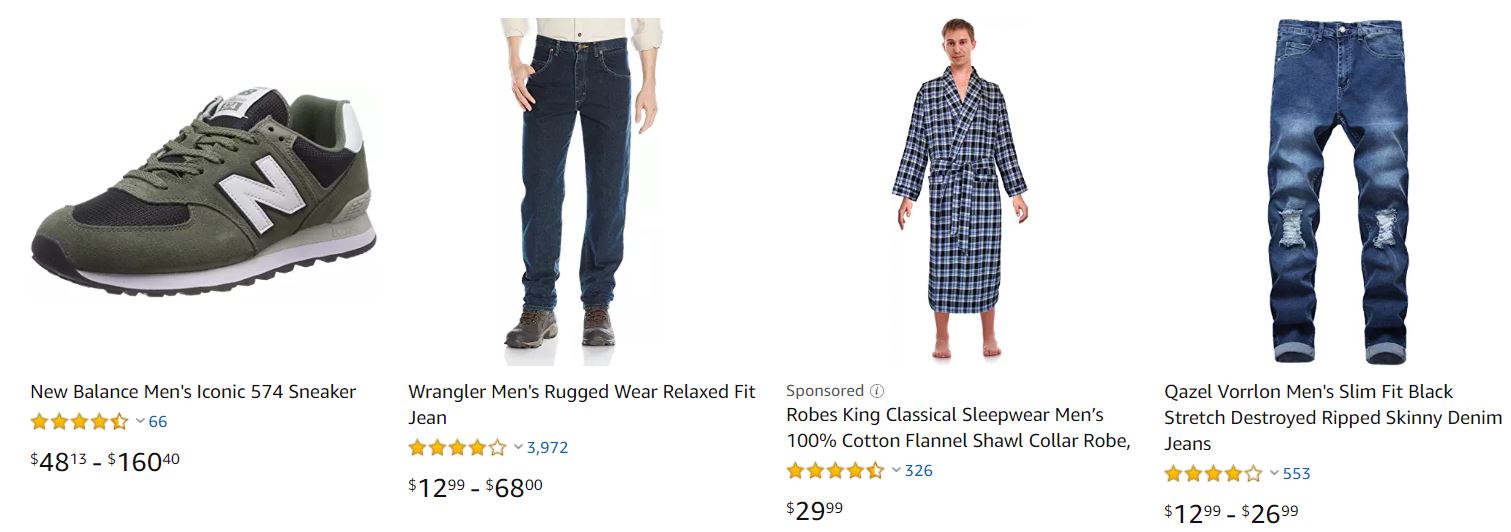 New Balance Men's Iconic 574 Sneaker
66
$48.13 - $160.40
Wrangler Men's Rugged Wear Relaxed Fit
Jean
3,972
$12.99 - $68.00
Sponsored
Robes King Classical Sleepwear Men’s
100% Cotton Flannel Shawl Collar Robe,
326
$29.99
Qazel Vorrlon Men's Slim Fit Black
Stretch Destroyed Ripped Skinny Denim
Jeans
553
$12.99 - $26.99
N